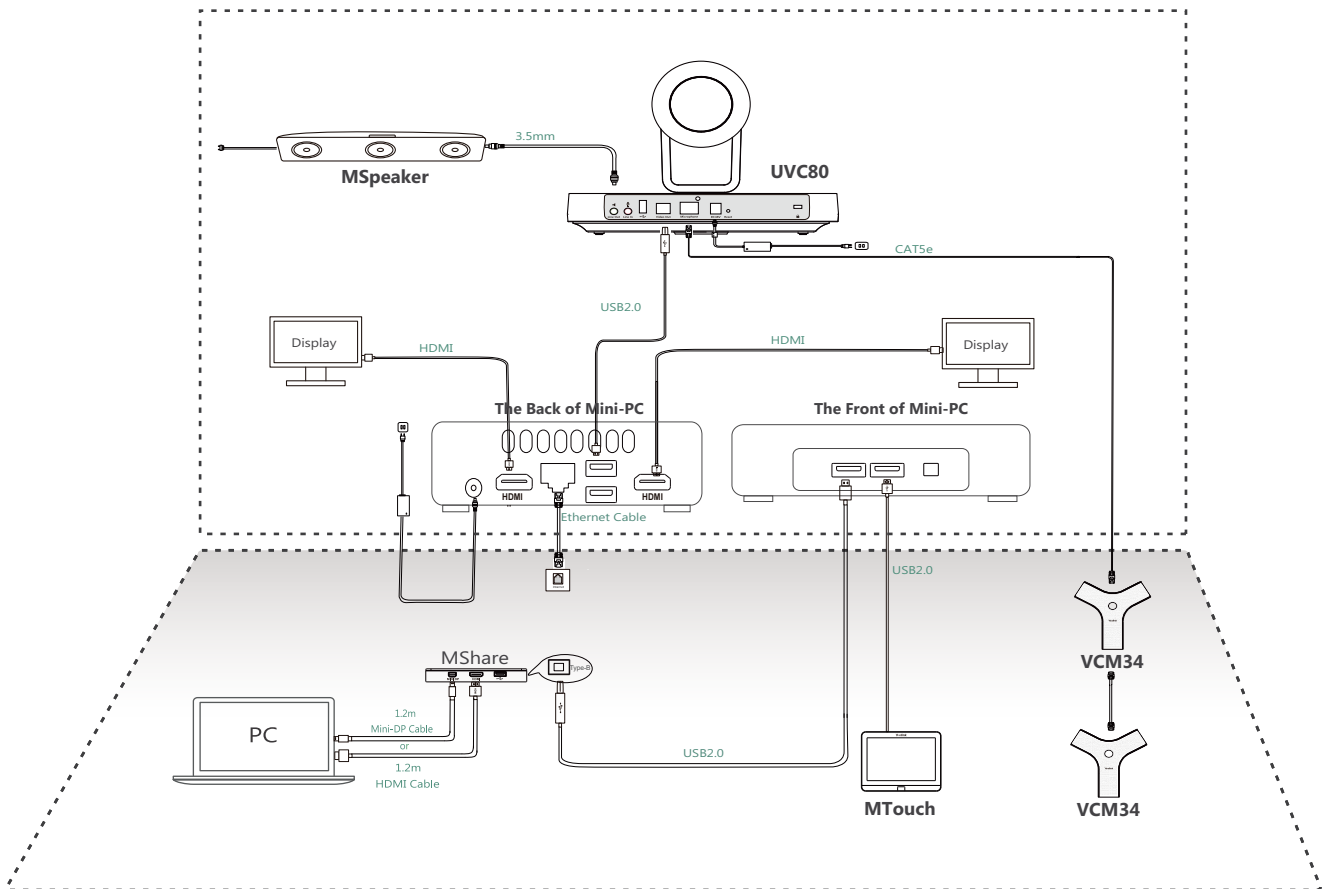 3.5mm
MSpeaker
UVC80
CAT5e
USB2.0
Display
HDMI
HDMI
Display
The Back of Mini-PC
The Front of Mini-PC
HDMI
HDMI
Ethernet Cable
USB2.0
MShare
Type-B
VCM34
PC
1.2m
Mini-DP Cable
or
1.2m
HDMI Cable
USB2.0
MTouch
VCM34